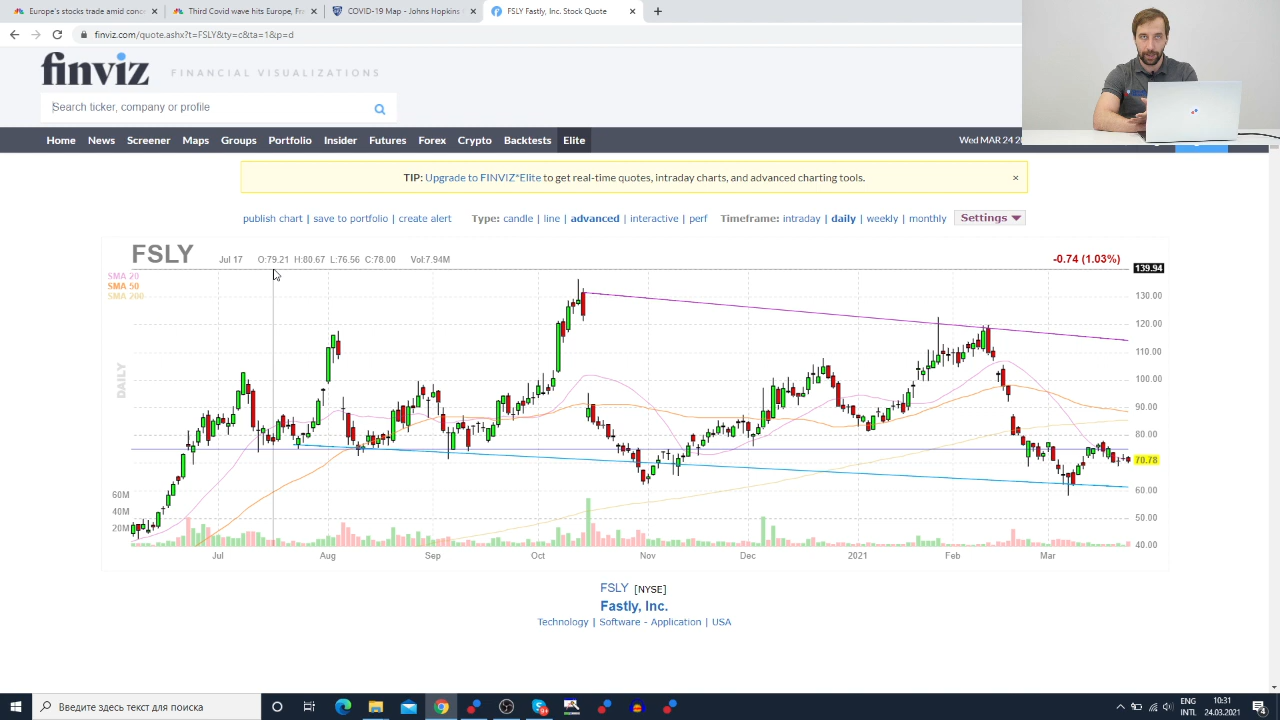 Europe's stocks trade amid conc
Third Covid wave hits Europe, Fr
COVID-19 Map - Johns Hopkins
FSLY Fastly, Inc. Stock Quote
finviz.com/quote.ashx?t=FSLY&ty=c&ta=1&p=d
finviz FINANCIAL VISUALIZATIONS
Search ticker, company or profile
Home News Screener Maps Groups Portfolio Insider Futures Forex Crypto Backtests Elite Wed MAR 24 20
TIP: Upgrade to FINVIZ*Elite to get real-time quotes, intraday charts, and advanced charting tools. ×
publish chart | save to portfolio | create alert Type: candle | line | advanced | interactive | perf Timeframe: intraday | daily | weekly | monthly Settings
FSLY Jul 17 O:79.21 H:80.67 L:76.56 C:78.00 Vol:7.94M -0.74 (1.03%)
139.94
SMA 20
SMA 50
SMA 200
130.00
120.00
110.00
100.00
90.00
80.00
70.78
60.00
50.00
40.00
DAILY
60M
40M
20M
Jul Aug Sep Oct Nov Dec 2021 Feb Mar
FSLY [NYSE]
Fastly, Inc.
Technology | Software - Application | USA
Введите здесь текст для поиска
ENG
INTL
10:31
24.03.2021
4